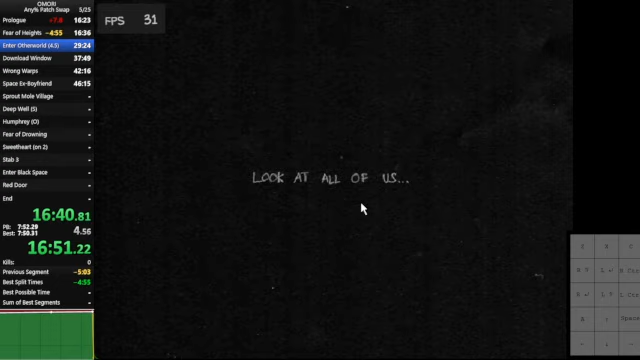 OMORI
Any% Patch Swap 5/25
Prologue +7.8 16:23
Fear of Heights −4:55 16:36
Enter Otherworld (4.5) 29:24
Download Window 37:49
Wrong Warps 42:16
Space Ex-Boyfriend 46:15
Sprout Mole Village -
Deep Well (S) -
Humphrey (O) -
Fear of Drowning -
Sweetheart (on 2) -
Stab 3 -
Enter Black Space -
Red Door -
End -
16:40.81
PB: 7:52.29 4.56
Best: 7:50.31
16:51.22
Kills: 0
Previous Segment −5:03
Best Split Times −4:55
Best Possible Time -
Sum of Best Segments -
FPS 31
LOOK AT ALL OF US...
Space